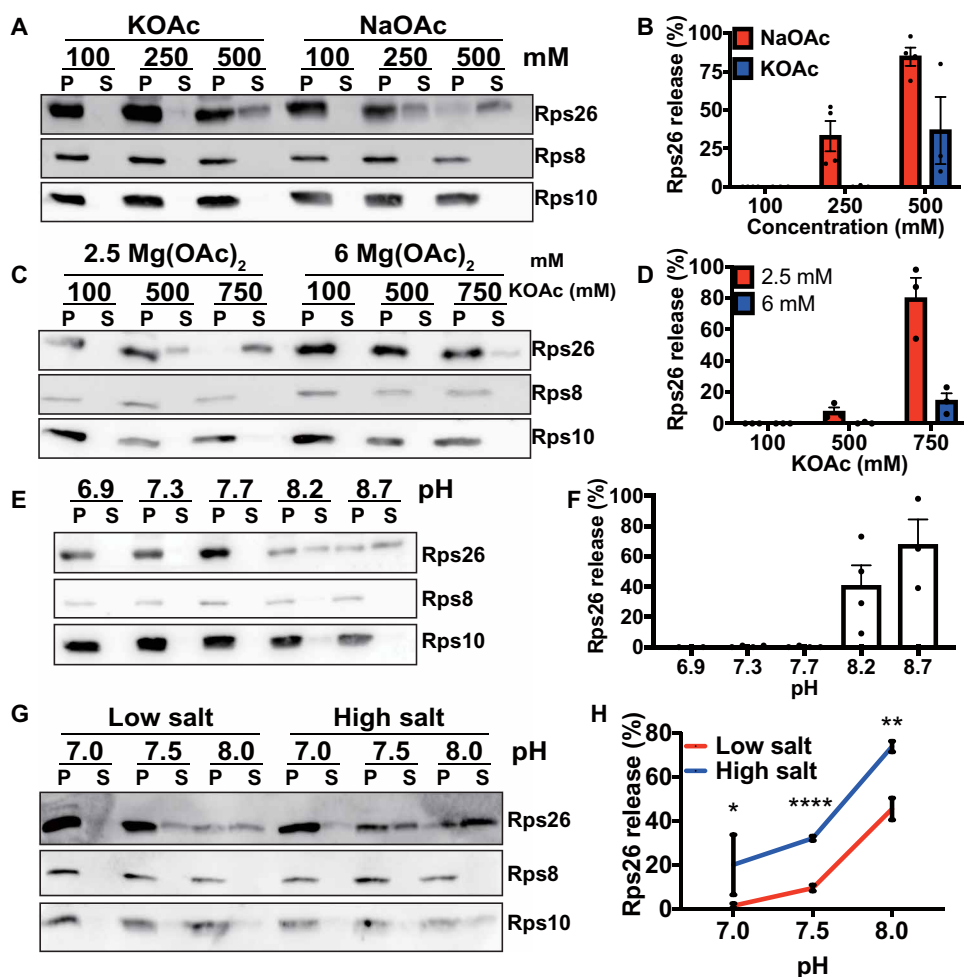 A
KOAc NaOAc
100 250 500 100 250 500 mM
P S P S P S P S P S P S
Rps26
Rps8
Rps10
B
Rps26 release (%)
NaOAc
KOAc
100
75
50
25
0
100 250 500
Concentration (mM)
C
2.5 Mg(OAc)2 6 Mg(OAc)2 mM
100 500 750 100 500 750 KOAc (mM)
P S P S P S P S P S P S
Rps26
Rps8
Rps10
D
Rps26 release (%)
2.5 mM
6 mM
100
80
60
40
20
0
100 500 750
KOAc (mM)
E
6.9 7.3 7.7 8.2 8.7 pH
P S P S P S P S P S
Rps26
Rps8
Rps10
F
Rps26 release (%)
100
80
60
40
20
0
6.9 7.3 7.7 8.2 8.7
pH
G
Low salt High salt
7.0 7.5 8.0 7.0 7.5 8.0 pH
P S P S P S P S P S P S
Rps26
Rps8
Rps10
H
Rps26 release (%)
Low salt
High salt
* **** **
80
60
40
20
0
7.0 7.5 8.0
pH